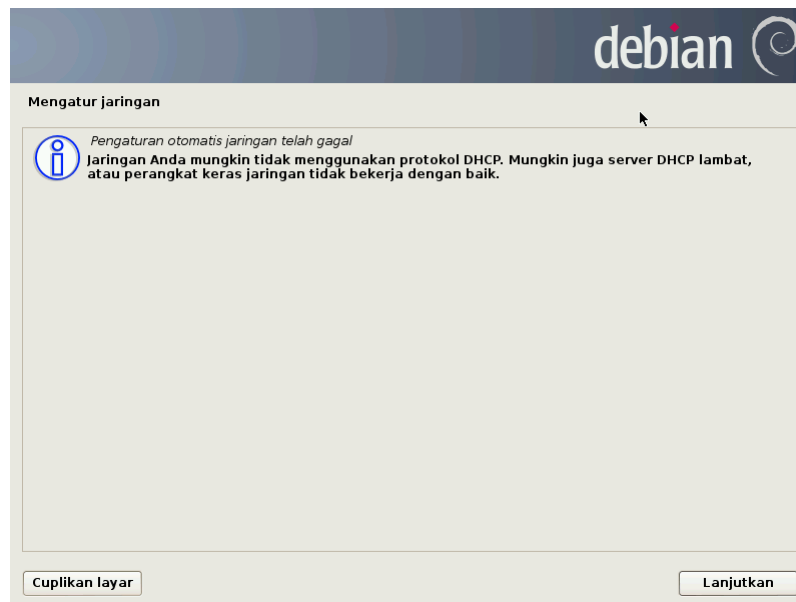 debian
Mengatur jaringan
Pengaturan otomatis jaringan telah gagal
Jaringan Anda mungkin tidak menggunakan protokol DHCP. Mungkin juga server DHCP lambat,
atau perangkat keras jaringan tidak bekerja dengan baik.
Cuplikan layar
Lanjutkan